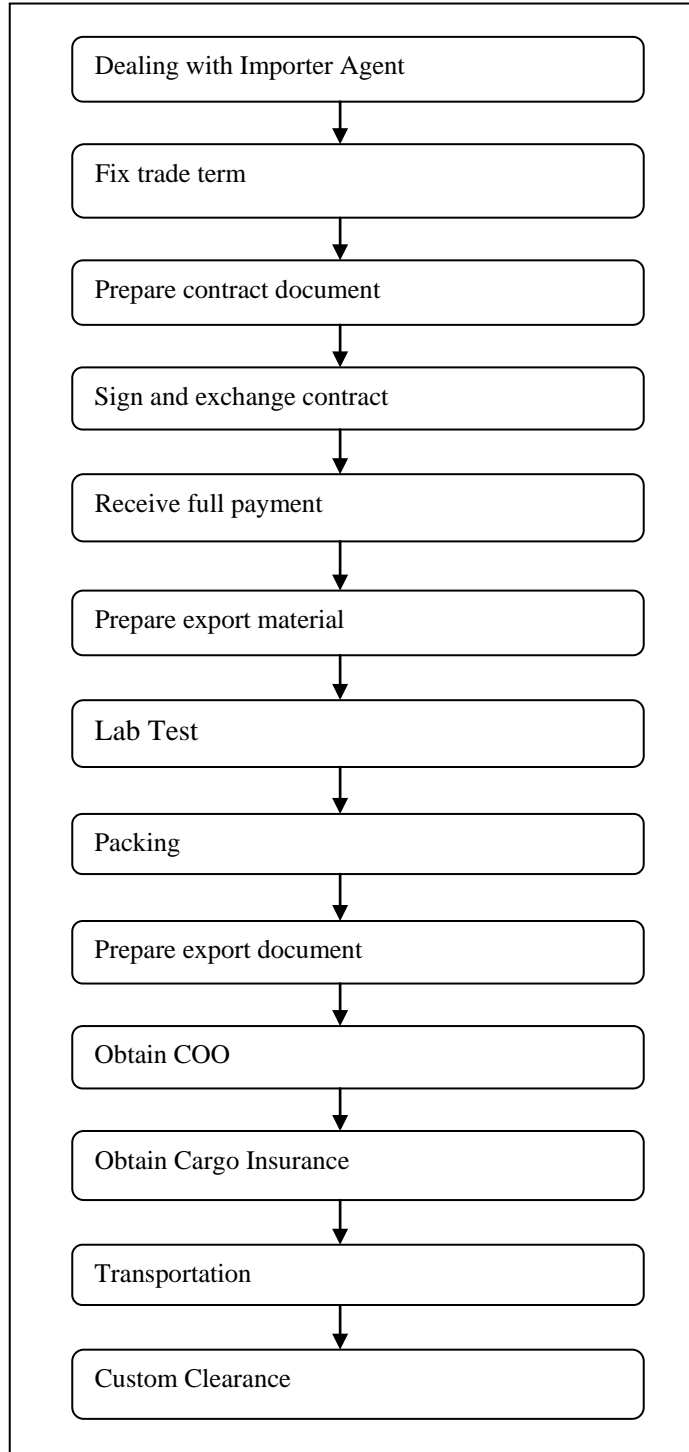 Dealing with Importer Agent
Fix trade term
Prepare contract document
Sign and exchange contract
Receive full payment
Prepare export material
Lab Test
Packing
Prepare export document
Obtain COO
Obtain Cargo Insurance
Transportation
Custom Clearance